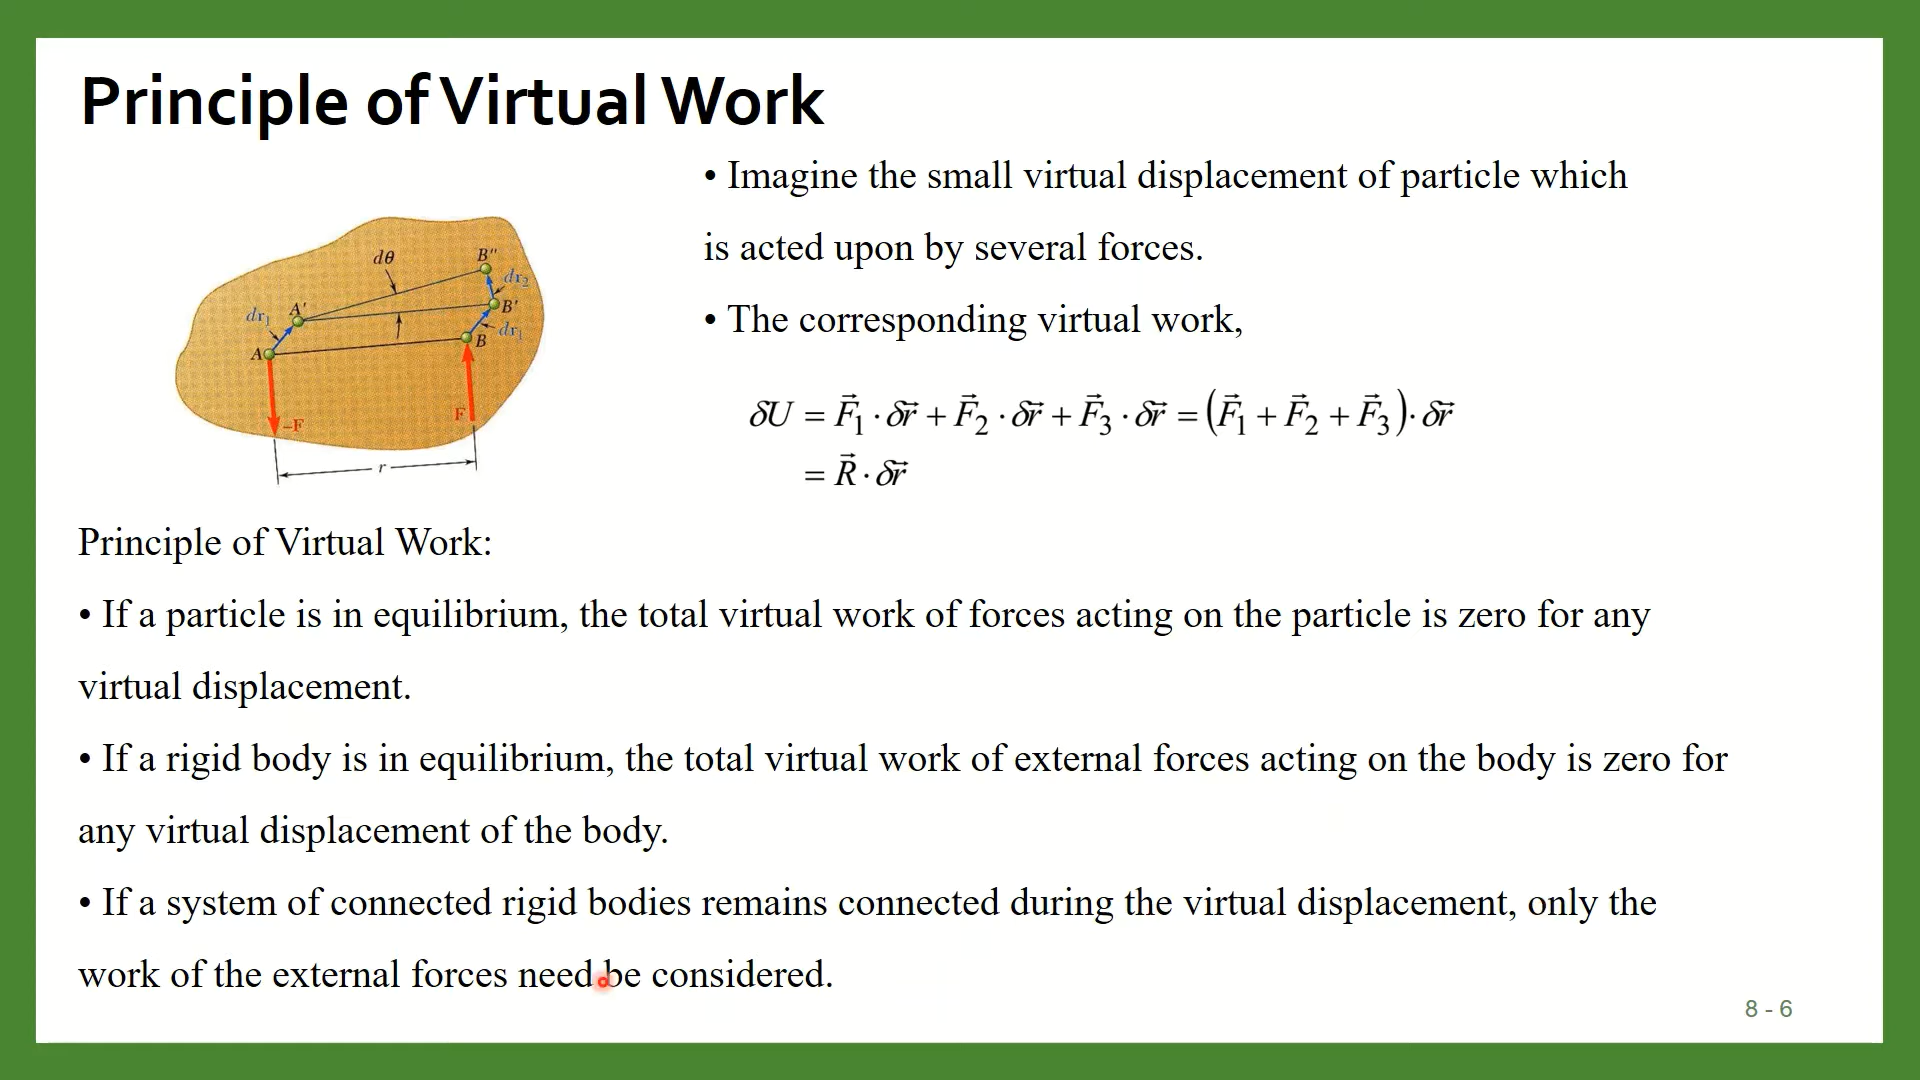 Principle of Virtual Work
• Imagine the small virtual displacement of particle which
is acted upon by several forces.
• The corresponding virtual work,
δU = F⃗₁ · δr⃗ + F⃗₂ · δr⃗ + F⃗₃ · δr⃗ = (F⃗₁ + F⃗₂ + F⃗₃) · δr⃗
= R⃗ · δr⃗
dθ
B"
dr₂
A'
B'
dr₁
dr₁
A
B
F
–F
r
Principle of Virtual Work:
• If a particle is in equilibrium, the total virtual work of forces acting on the particle is zero for any
virtual displacement.
• If a rigid body is in equilibrium, the total virtual work of external forces acting on the body is zero for
any virtual displacement of the body.
• If a system of connected rigid bodies remains connected during the virtual displacement, only the
work of the external forces need be considered.
8 - 6